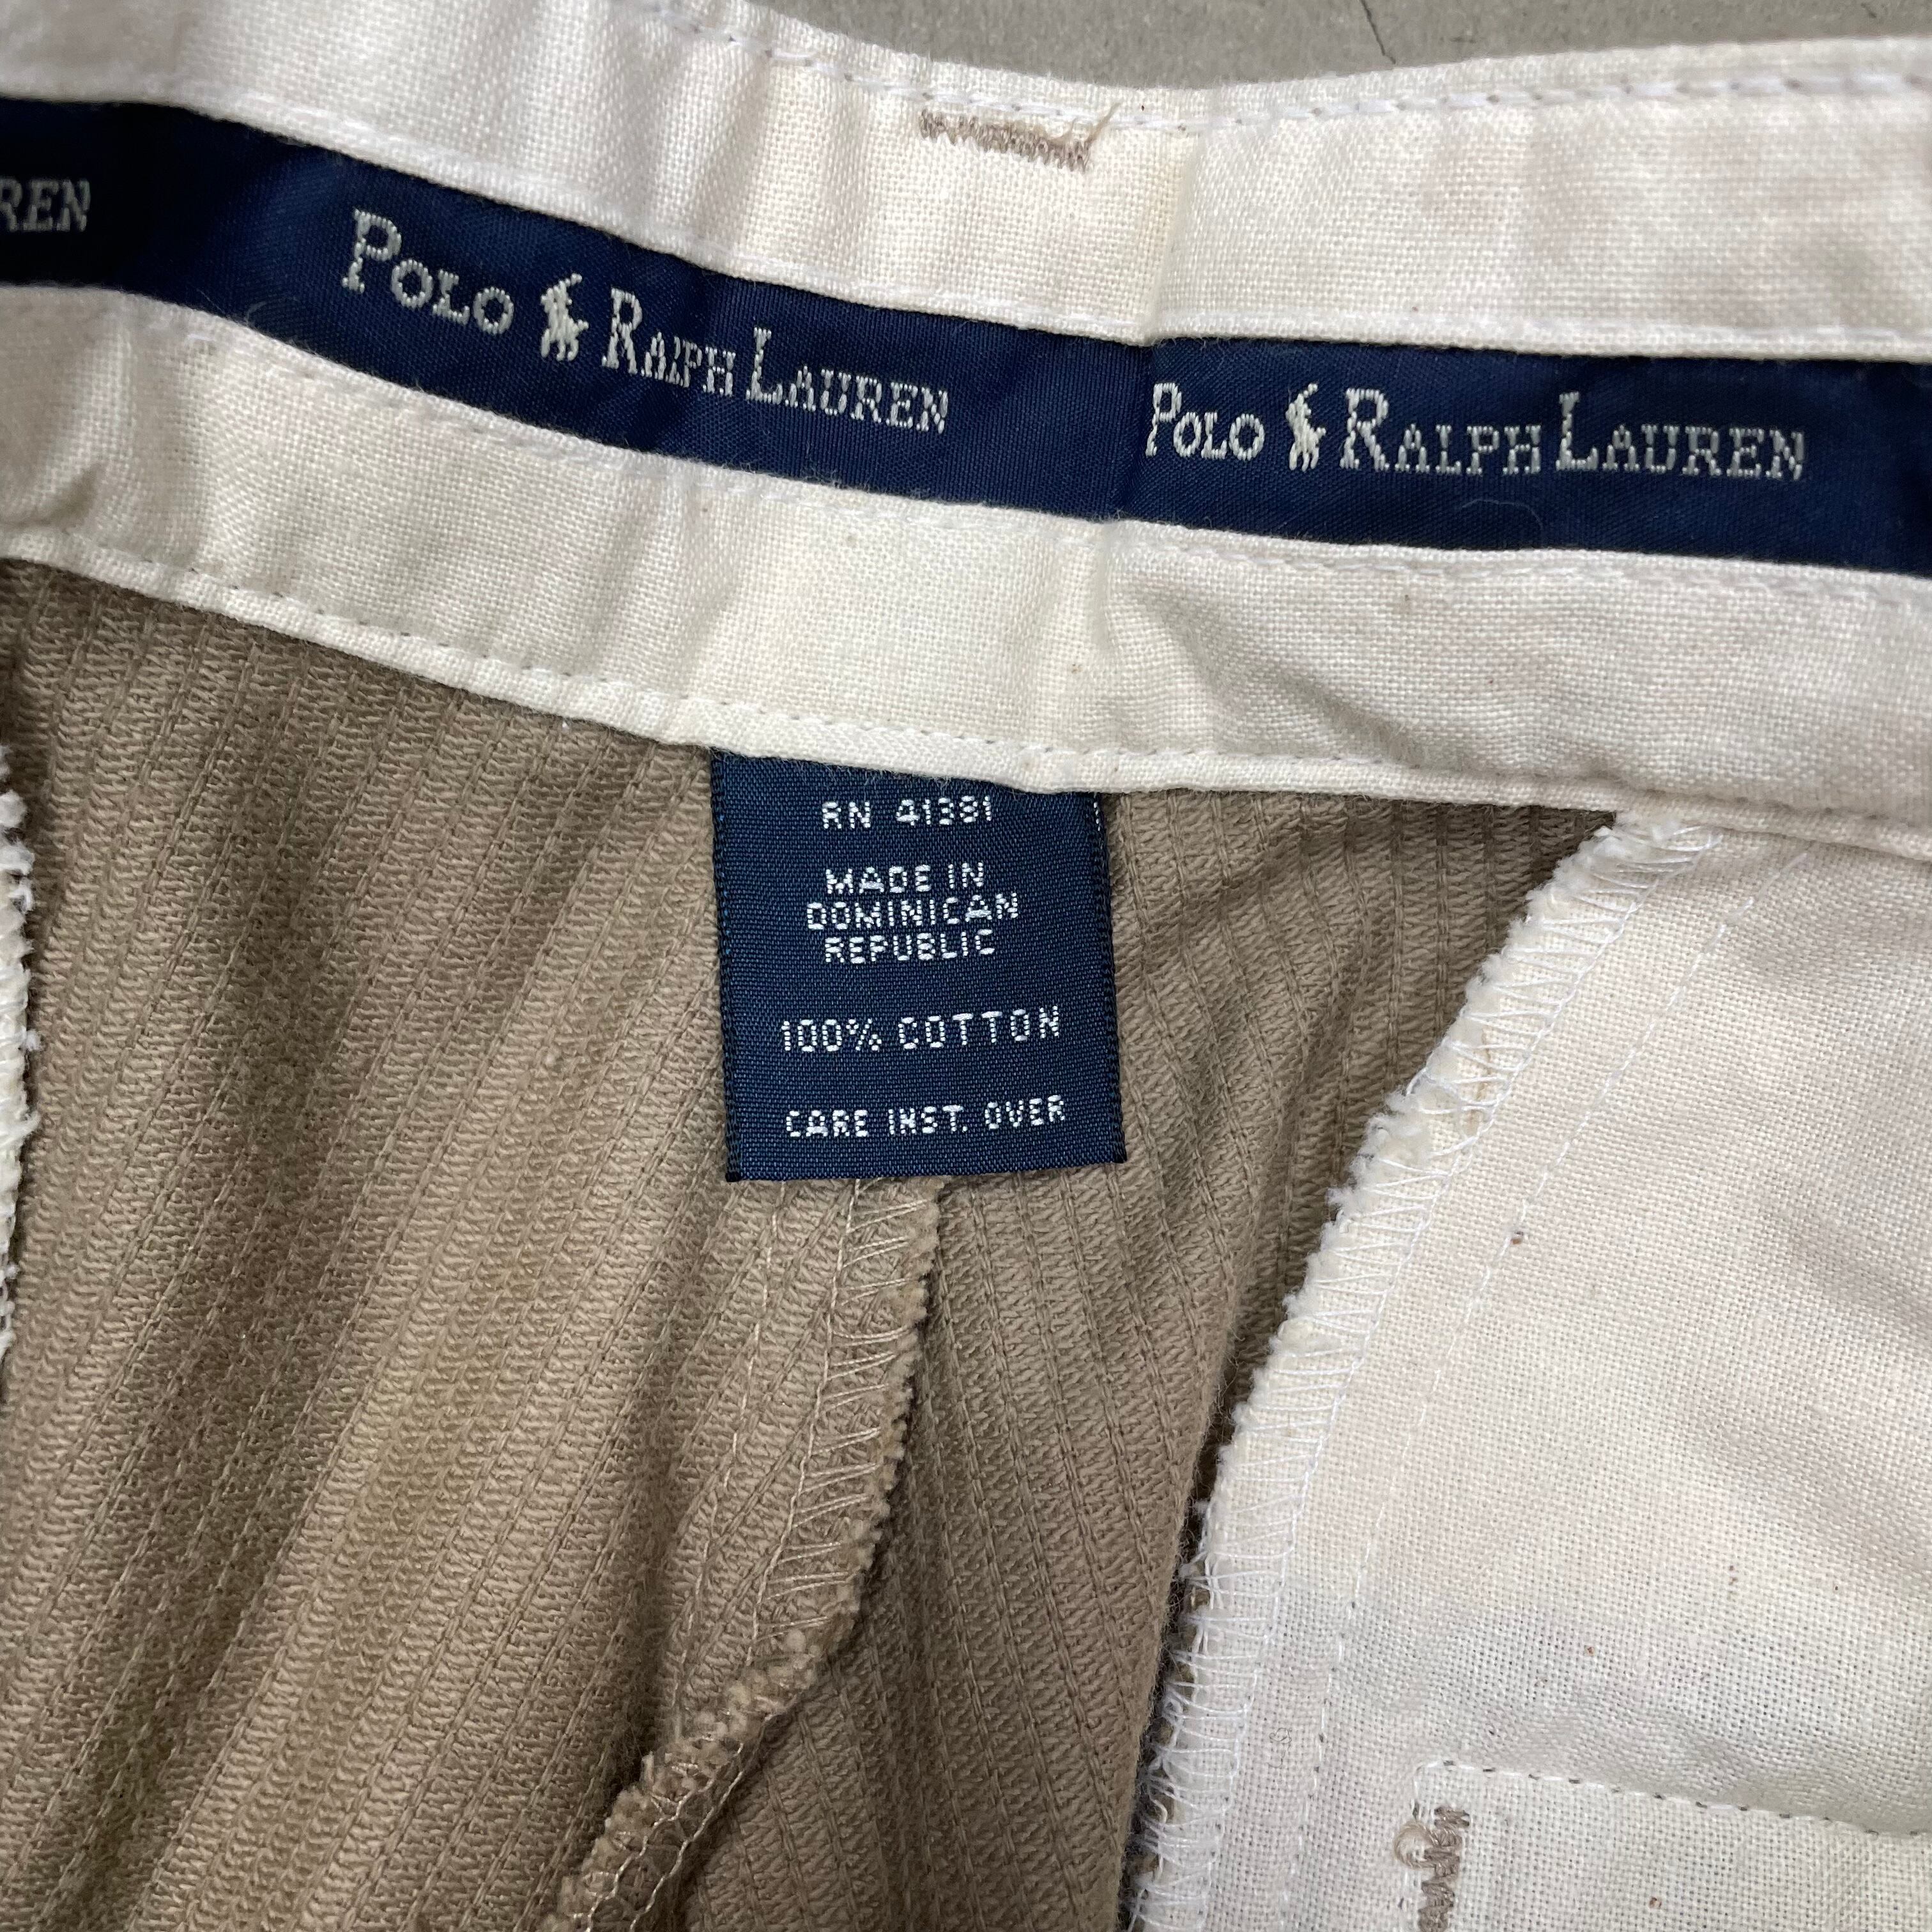 REN
POLO RALPH LAUREN
POLO RALPH LAUREN
RN 41381
MADE IN
DOMINICAN
REPUBLIC
100% COTTON
CARE INST. OVER